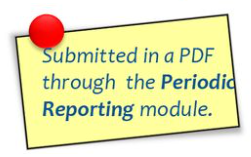 Submitted in a PDF
through the Periodic
Reporting module.